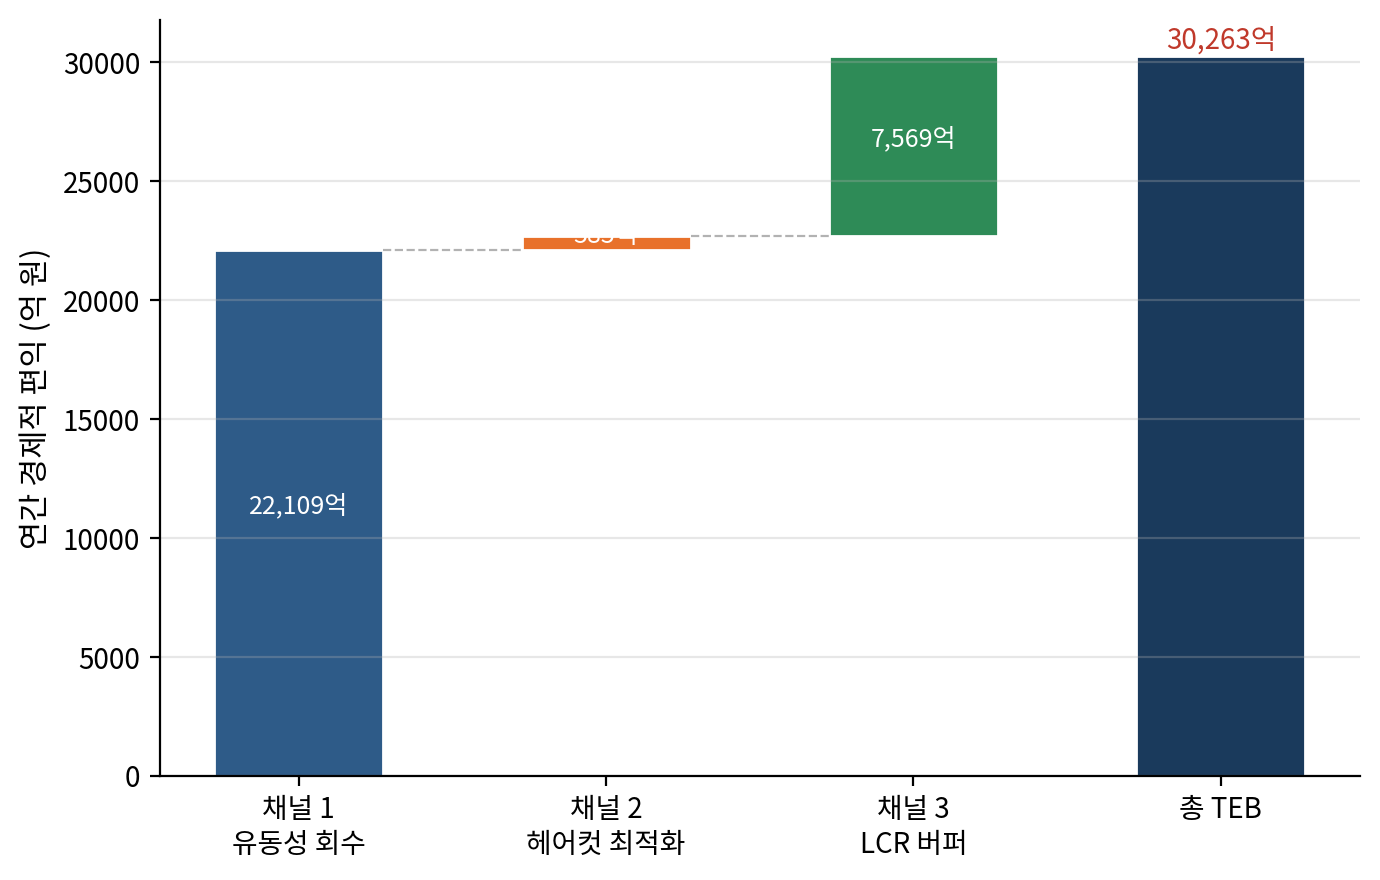 연간 경제적 편익 (억 원)
30000
25000
20000
15000
10000
5000
0
22,109억
7,569억
30,263억
채널 1
유동성 회수
채널 2
헤어컷 최적화
채널 3
LCR 버퍼
총 TEB